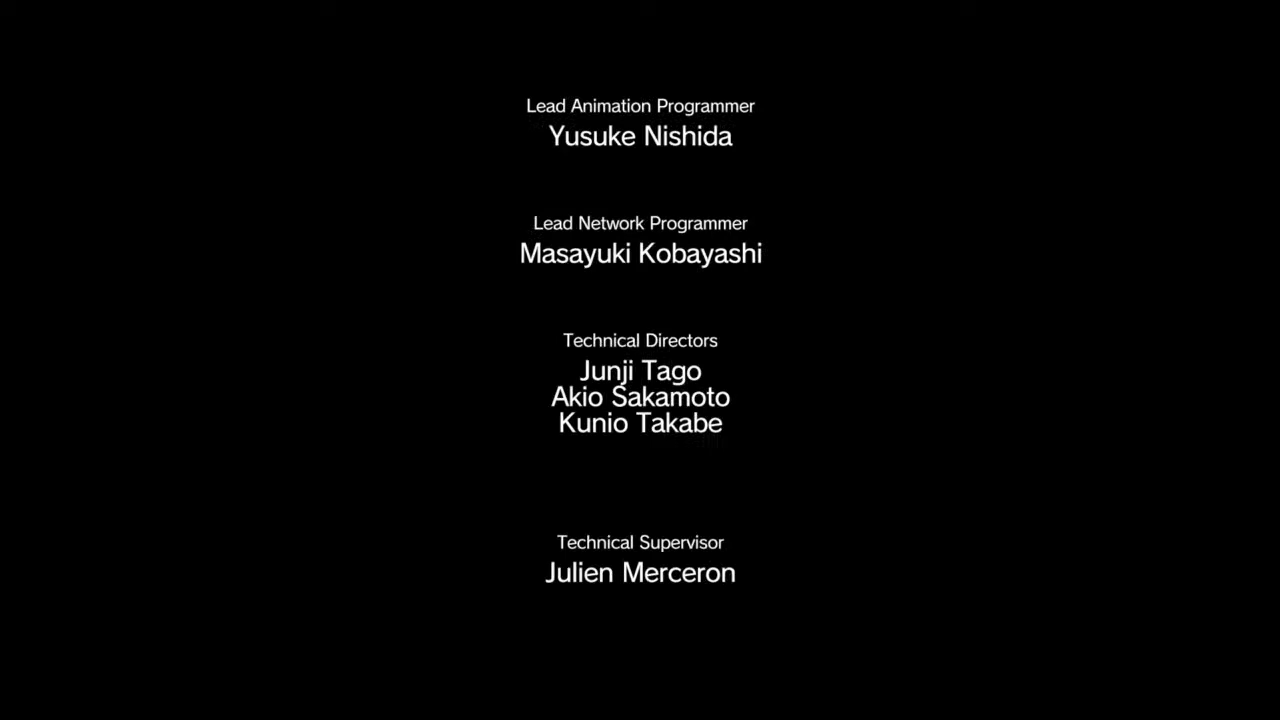 Lead Animation Programmer
Yusuke Nishida
Lead Network Programmer
Masayuki Kobayashi
Technical Directors
Junji Tago
Akio Sakamoto
Kunio Takabe
Technical Supervisor
Julien Merceron